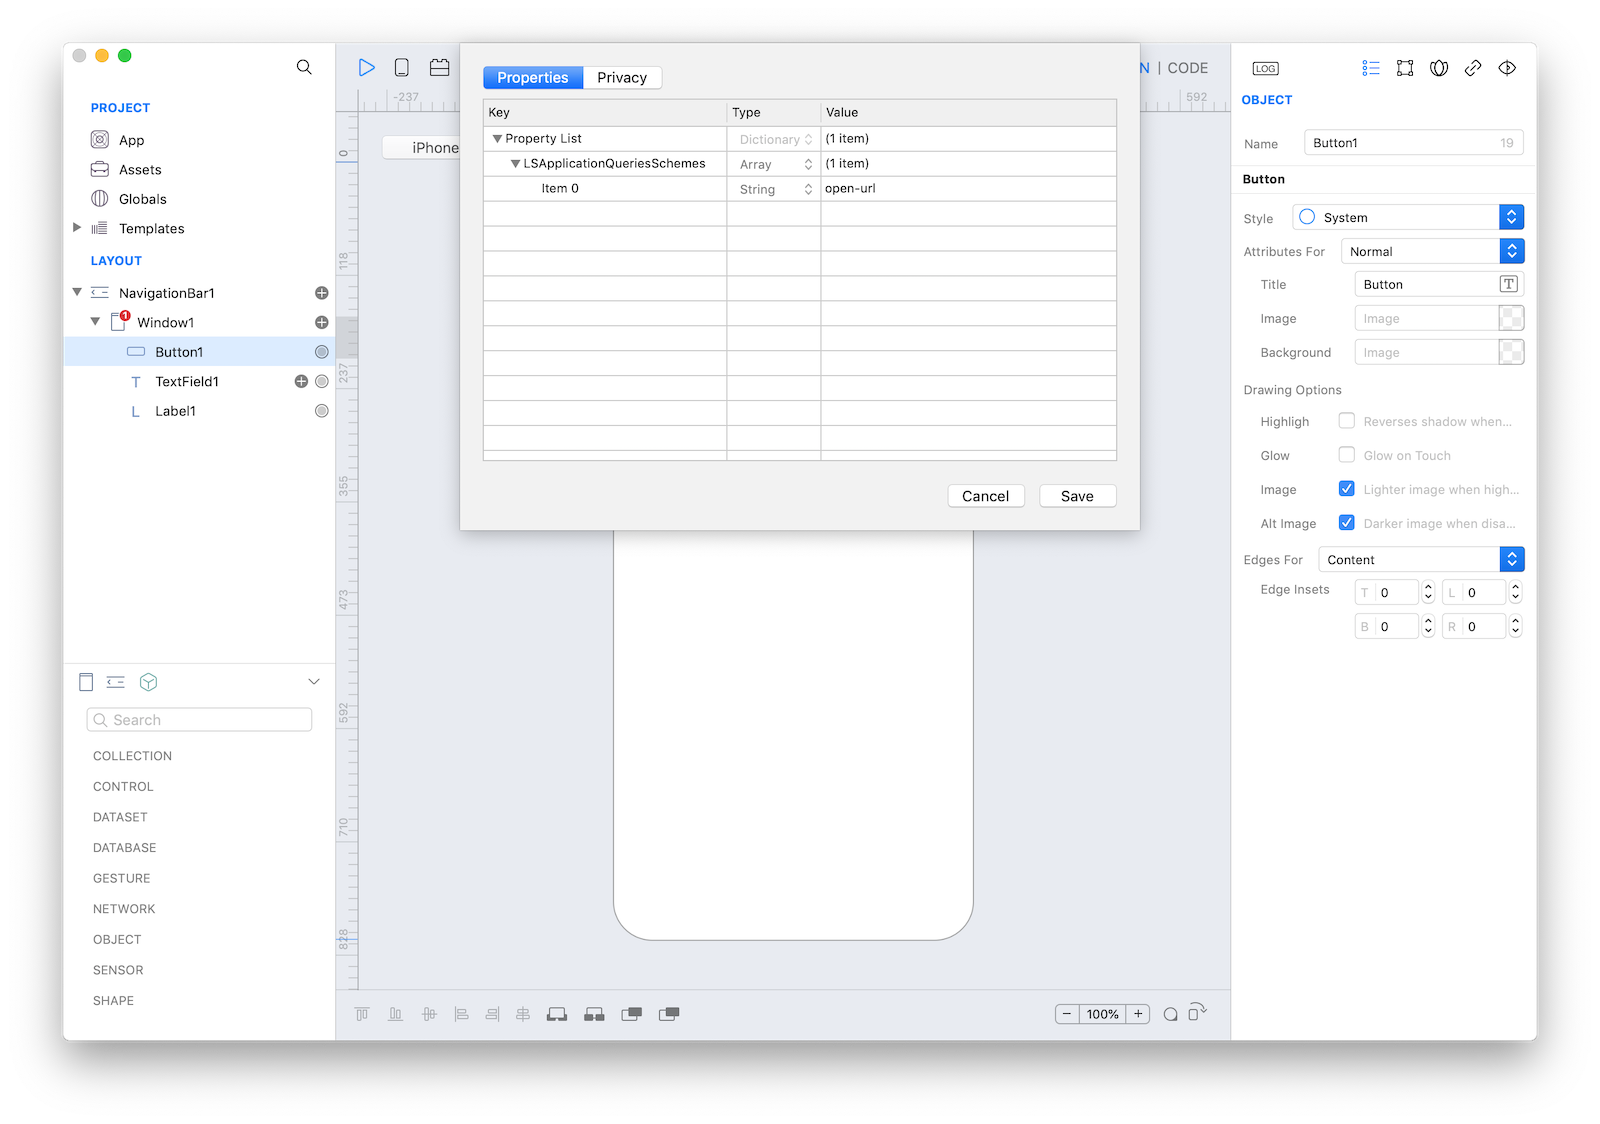 PROJECT
App
Assets
Globals
Templates
LAYOUT
NavigationBar1
1
Window1
Button1
T TextField1
L Label1
Search
COLLECTION
CONTROL
DATASET
DATABASE
GESTURE
NETWORK
OBJECT
SENSOR
SHAPE
-237
592
N | CODE
iPhone
0
118
237
355
473
592
710
828
Properties Privacy
Key Type Value
Property List Dictionary (1 item)
LSApplicationQueriesSchemes Array (1 item)
Item 0 String open-url
Cancel Save
− 100% +
LOG
OBJECT
Name Button1 19
Button
Style System
Attributes For Normal
Title Button T
Image Image
Background Image
Drawing Options
Highligh Reverses shadow when...
Glow Glow on Touch
Image Lighter image when high...
Alt Image Darker image when disa...
Edges For Content
Edge Insets T 0 L 0
B 0 R 0